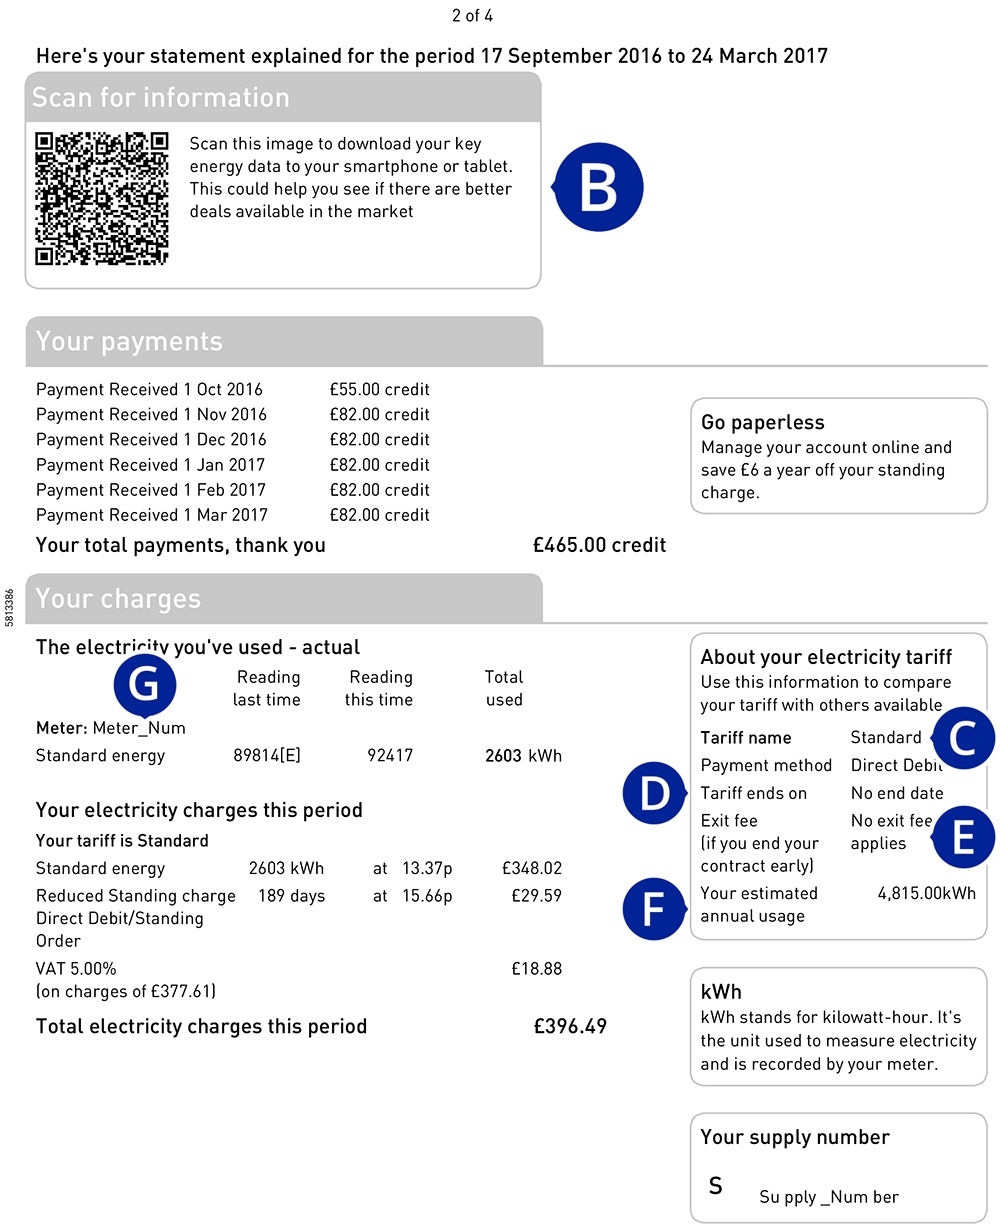 2 of 4
Here's your statement explained for the period 17 September 2016 to 24 March 2017
Scan for information
Scan this image to download your key
energy data to your smartphone or tablet.
This could help you see if there are better
deals available in the market
B
Your payments
Payment Received 1 Oct 2016 £55.00 credit
Payment Received 1 Nov 2016 £82.00 credit
Payment Received 1 Dec 2016 £82.00 credit
Payment Received 1 Jan 2017 £82.00 credit
Payment Received 1 Feb 2017 £82.00 credit
Payment Received 1 Mar 2017 £82.00 credit
Your total payments, thank you £465.00 credit
Go paperless
Manage your account online and
save £6 a year off your standing
charge.
5813386
Your charges
The electricity you've used - actual
G
Reading Reading Total
last time this time used
Meter: Meter_Num
Standard energy 89814[E] 92417 2603 kWh
Your electricity charges this period
Your tariff is Standard
Standard energy 2603 kWh at 13.37p £348.02
Reduced Standing charge 189 days at 15.66p £29.59
Direct Debit/Standing
Order
VAT 5.00% £18.88
(on charges of £377.61)
Total electricity charges this period £396.49
About your electricity tariff
Use this information to compare
your tariff with others available
Tariff name Standard
C
Payment method Direct Debit
D
Tariff ends on No end date
Exit fee No exit fee
(if you end your applies
contract early)
E
Your estimated 4,815.00kWh
annual usage
F
kWh
kWh stands for kilowatt-hour. It's
the unit used to measure electricity
and is recorded by your meter.
Your supply number
S
Su pply _Num ber